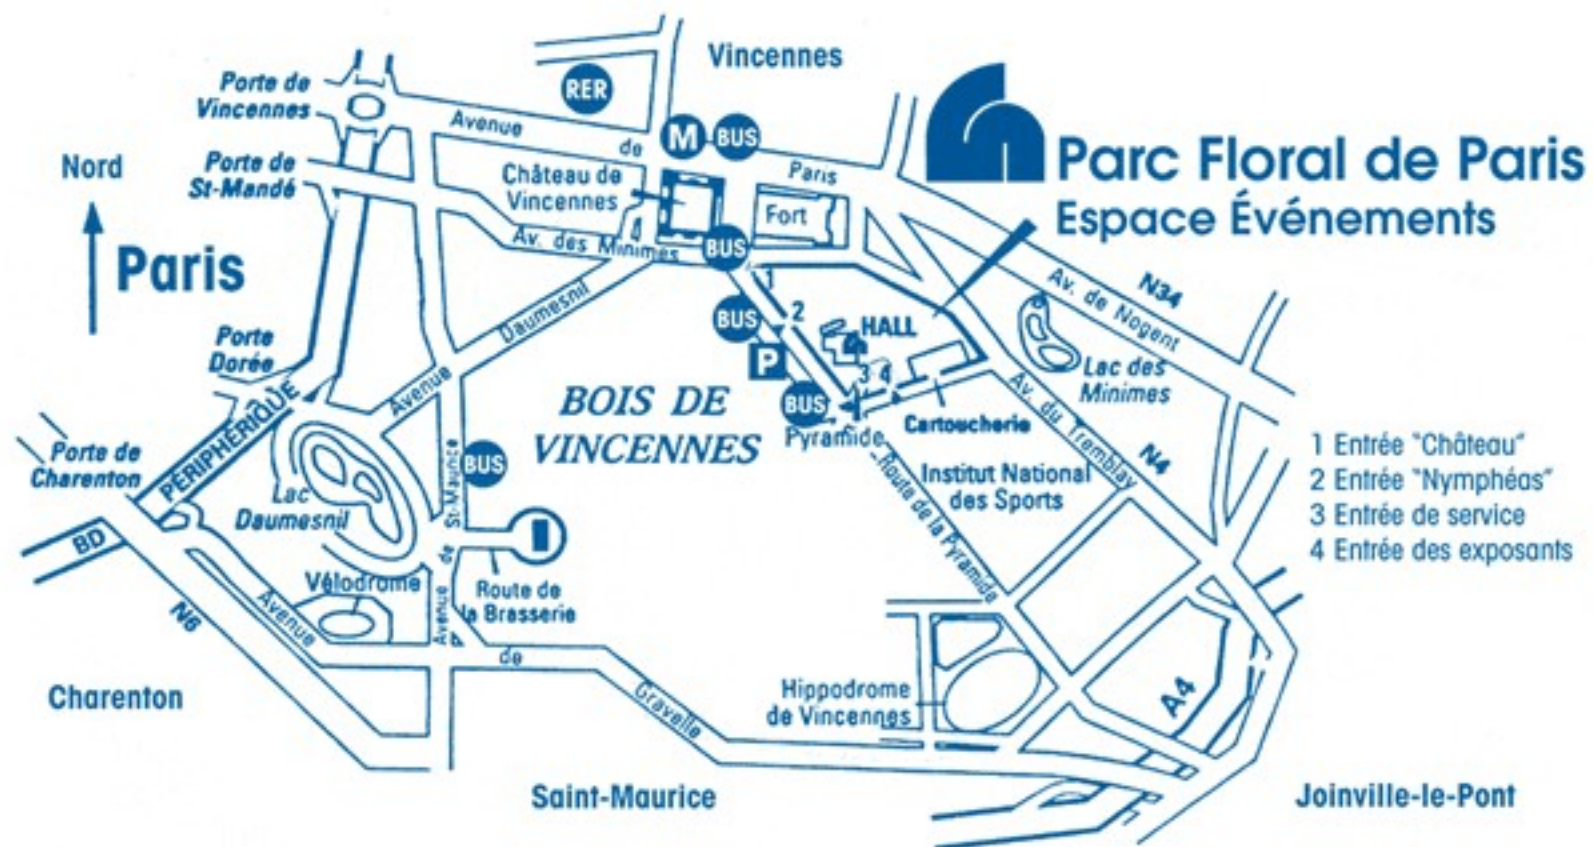 Vincennes
Porte de
Vincennes
RER
Avenue
de
M
BUS
Paris
Parc Floral de Paris
Espace Événements
Nord
Porte de
St-Mandé
Château de
Vincennes
Fort
Av. des Minimes
BUS
Paris
1
Av. de Nogent
N34
Daumesnil
BUS
2
HALL
Porte
Dorée
P
Lac des
Minimes
Avenue
3 4
PÉRIPHÉRIQUE
BOIS DE
VINCENNES
BUS
Pyramide
Cartoucherie
Av. du Tremblay
N4
Porte de
Charenton
BUS
St-Maurice
de
Avenue
Lac
Daumesnil
Institut National
des Sports
Route de la Pyramide
1 Entrée "Château"
2 Entrée "Nymphéas"
3 Entrée de service
4 Entrée des exposants
BD
Vélodrome
Route de
la Brasserie
N6
Avenue
de
Gravelle
Charenton
Hippodrome
de Vincennes
A4
Saint-Maurice
Joinville-le-Pont